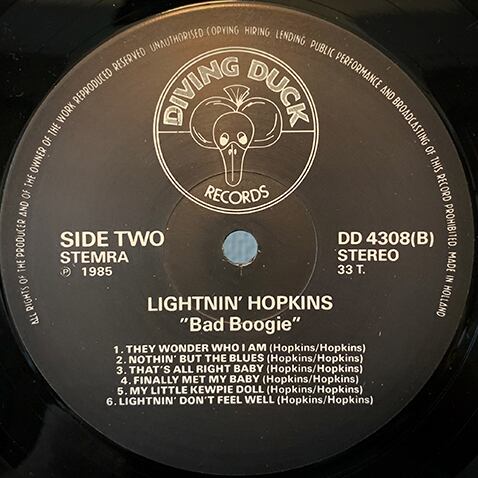 ALL RIGHTS OF THE PRODUCER AND OF THE OWNER OF THE WORK REPRODUCED RESERVED UNAUTHORISED COPYING HIRING LENDING PUBLIC PERFORMANCE AND BROADCASTING OF THIS RECORD PROHIBITED MADE IN HOLLAND
DIVING DUCK
RECORDS
SIDE TWO
STEMRA
℗ 1985
DD 4308(B)
STEREO
33 T.
LIGHTNIN' HOPKINS
"Bad Boogie"
1. THEY WONDER WHO I AM (Hopkins/Hopkins)
2. NOTHIN' BUT THE BLUES (Hopkins/Hopkins)
3. THAT'S ALL RIGHT BABY (Hopkins/Hopkins)
4. FINALLY MET MY BABY (Hopkins/Hopkins)
5. MY LITTLE KEWPIE DOLL (Hopkins/Hopkins)
6. LIGHTNIN' DON'T FEEL WELL (Hopkins/Hopkins)